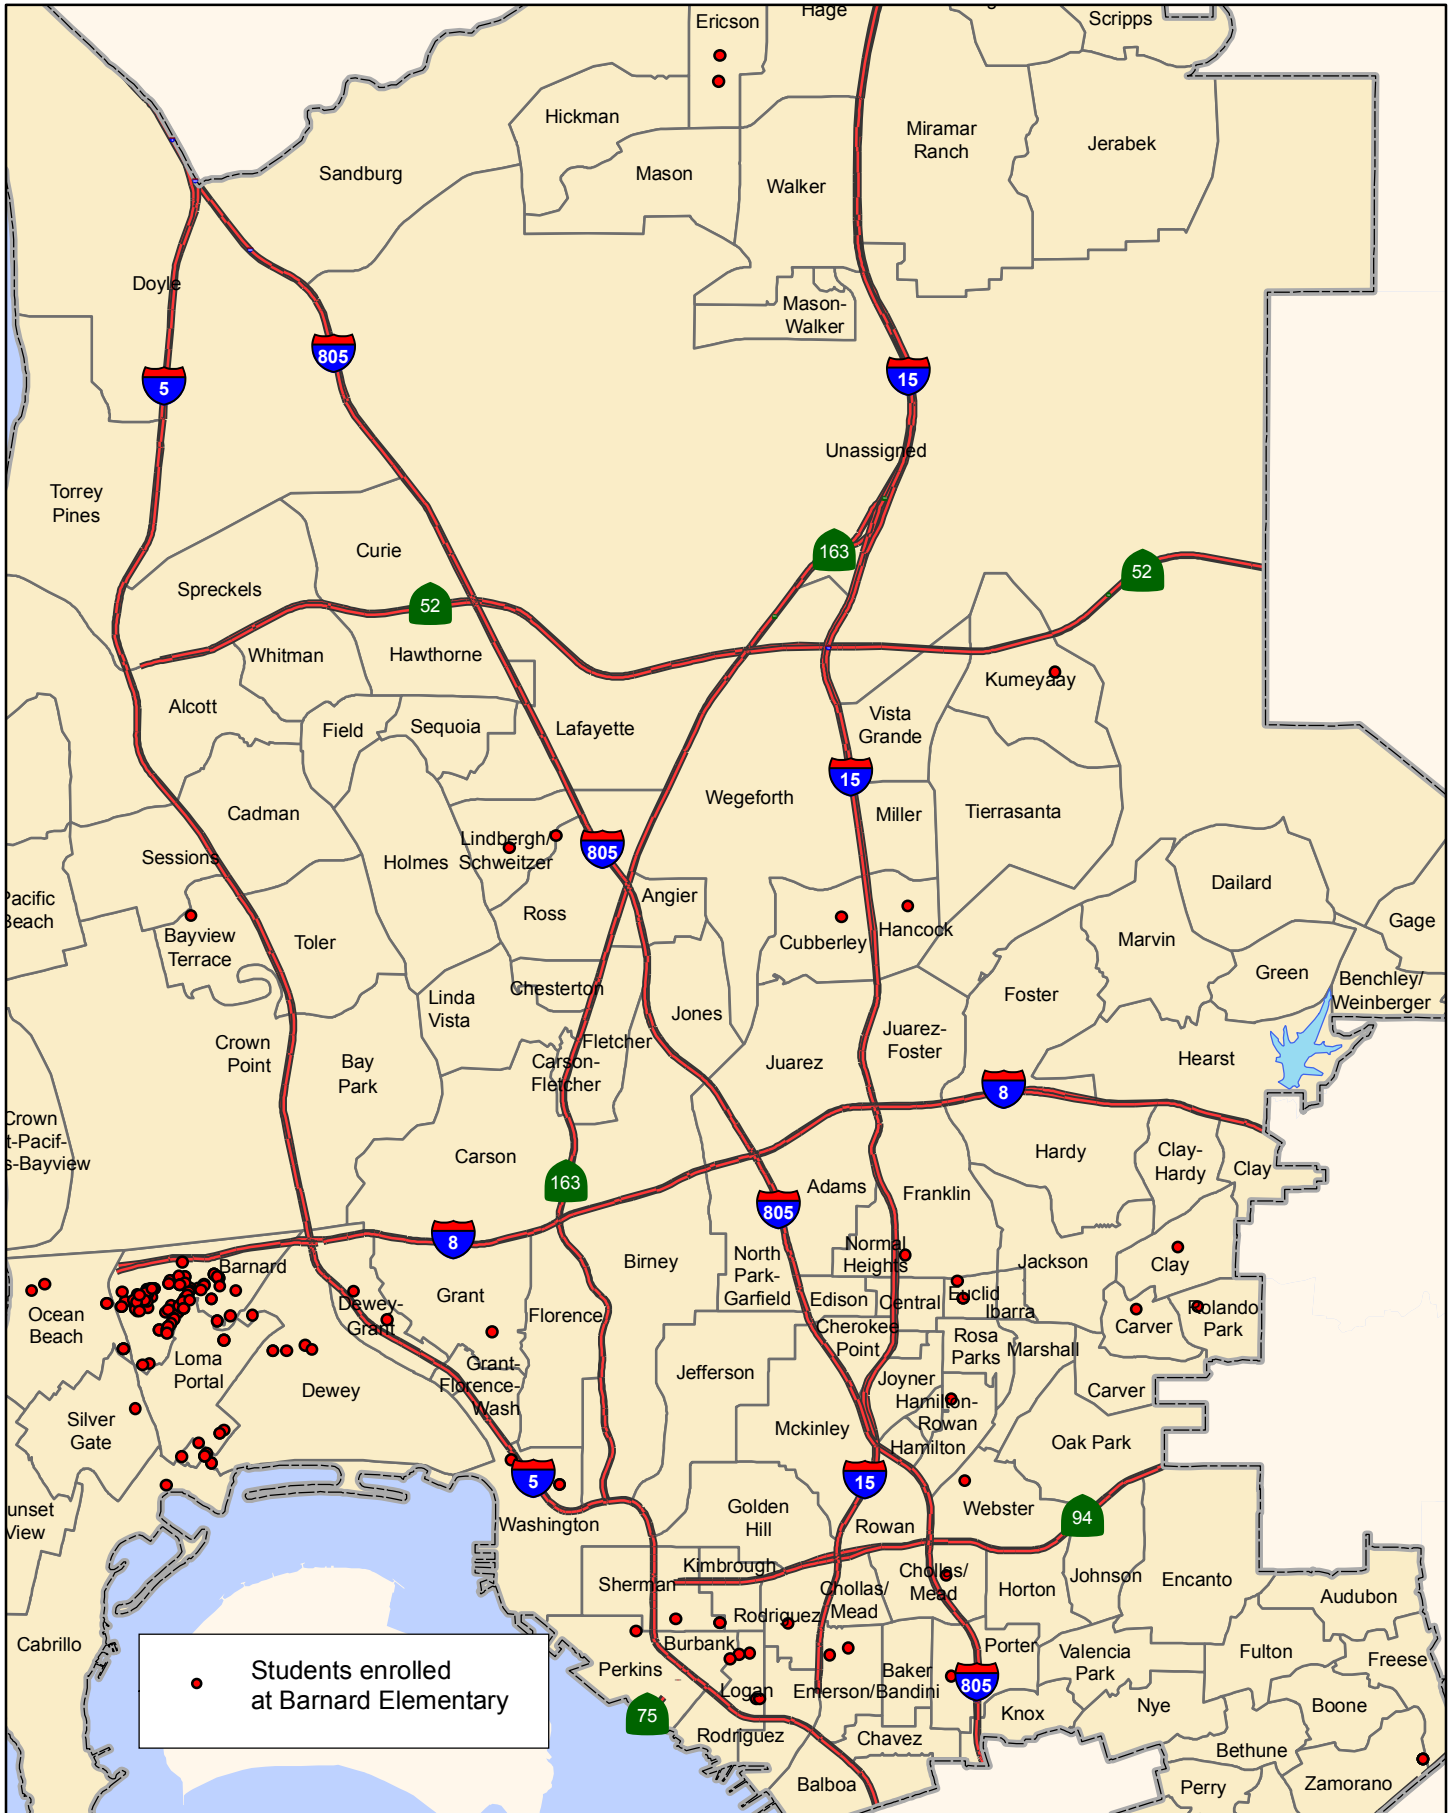 Ericson
Hage
Scripps
Hickman
Miramar
Ranch
Jerabek
Sandburg
Mason
Walker
Doyle
Mason-
Walker
805
15
5
Unassigned
Torrey
Pines
Curie
163
52
Spreckels
52
Whitman
Hawthorne
Kumeyaay
Alcott
Field
Sequoia
Lafayette
Vista
Grande
15
Wegeforth
Cadman
Miller
Tierrasanta
Lindbergh/
Schweitzer
805
Sessions
Holmes
Dailard
Pacific
Beach
Angier
Ross
Gage
Bayview
Terrace
Toler
Cubberley
Hancock
Marvin
Green
Benchley/
Weinberger
Chesterton
Foster
Linda
Vista
Jones
Crown
Point
Fletcher
Juarez-
Foster
Bay
Park
Carson-
Fletcher
Juarez
Hearst
8
Crown
t-Pacif-
s-Bayview
Carson
Hardy
Clay-
Hardy
Clay
163
Adams
Franklin
805
8
Barnard
Birney
North
Park-
Garfield
Normal
Heights
Jackson
Clay
Ocean
Beach
Dewey-
Grant
Grant
Florence
Edison
Central
Euclid
Ibarra
Carver
Rolando
Park
Cherokee
Point
Rosa
Parks
Marshall
Loma
Portal
Dewey
Grant-
Florence-
Wash
Jefferson
Joyner
Carver
Hamilton-
Rowan
Silver
Gate
Mckinley
Hamilton
Oak Park
5
15
unset
View
Washington
Golden
Hill
Rowan
Webster
94
Kimbrough
Sherman
Chollas/
Mead
Chollas/
Mead
Horton
Johnson
Encanto
Audubon
Rodriguez
Cabrillo
Burbank
Porter
Valencia
Park
Fulton
Freese
Students enrolled
at Barnard Elementary
Perkins
Logan
Emerson/Bandini
Baker
805
Knox
Nye
Boone
75
Rodriguez
Chavez
Bethune
Balboa
Perry
Zamorano